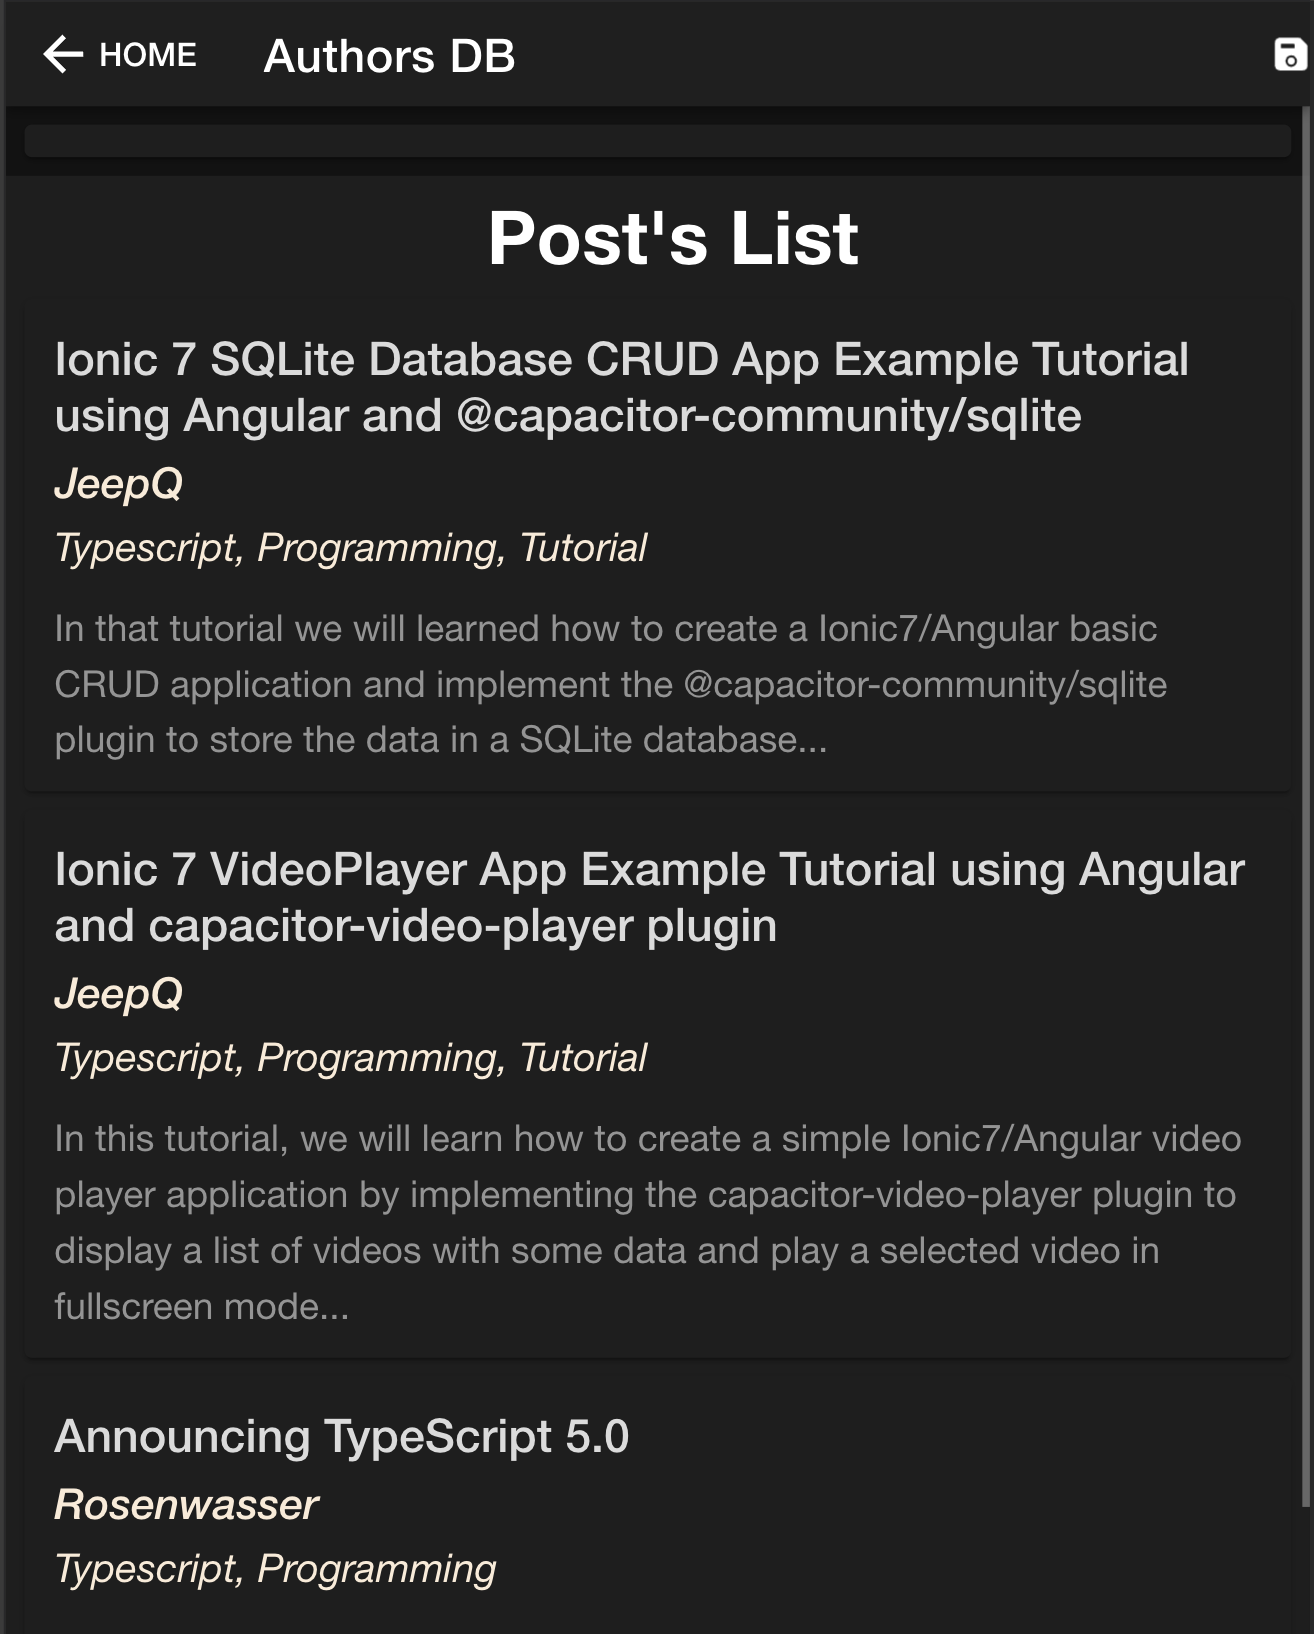 HOME Authors DB
Post's List
Ionic 7 SQLite Database CRUD App Example Tutorial
using Angular and @capacitor-community/sqlite
JeepQ
Typescript, Programming, Tutorial
In that tutorial we will learned how to create a Ionic7/Angular basic
CRUD application and implement the @capacitor-community/sqlite
plugin to store the data in a SQLite database...
Ionic 7 VideoPlayer App Example Tutorial using Angular
and capacitor-video-player plugin
JeepQ
Typescript, Programming, Tutorial
In this tutorial, we will learn how to create a simple Ionic7/Angular video
player application by implementing the capacitor-video-player plugin to
display a list of videos with some data and play a selected video in
fullscreen mode...
Announcing TypeScript 5.0
Rosenwasser
Typescript, Programming